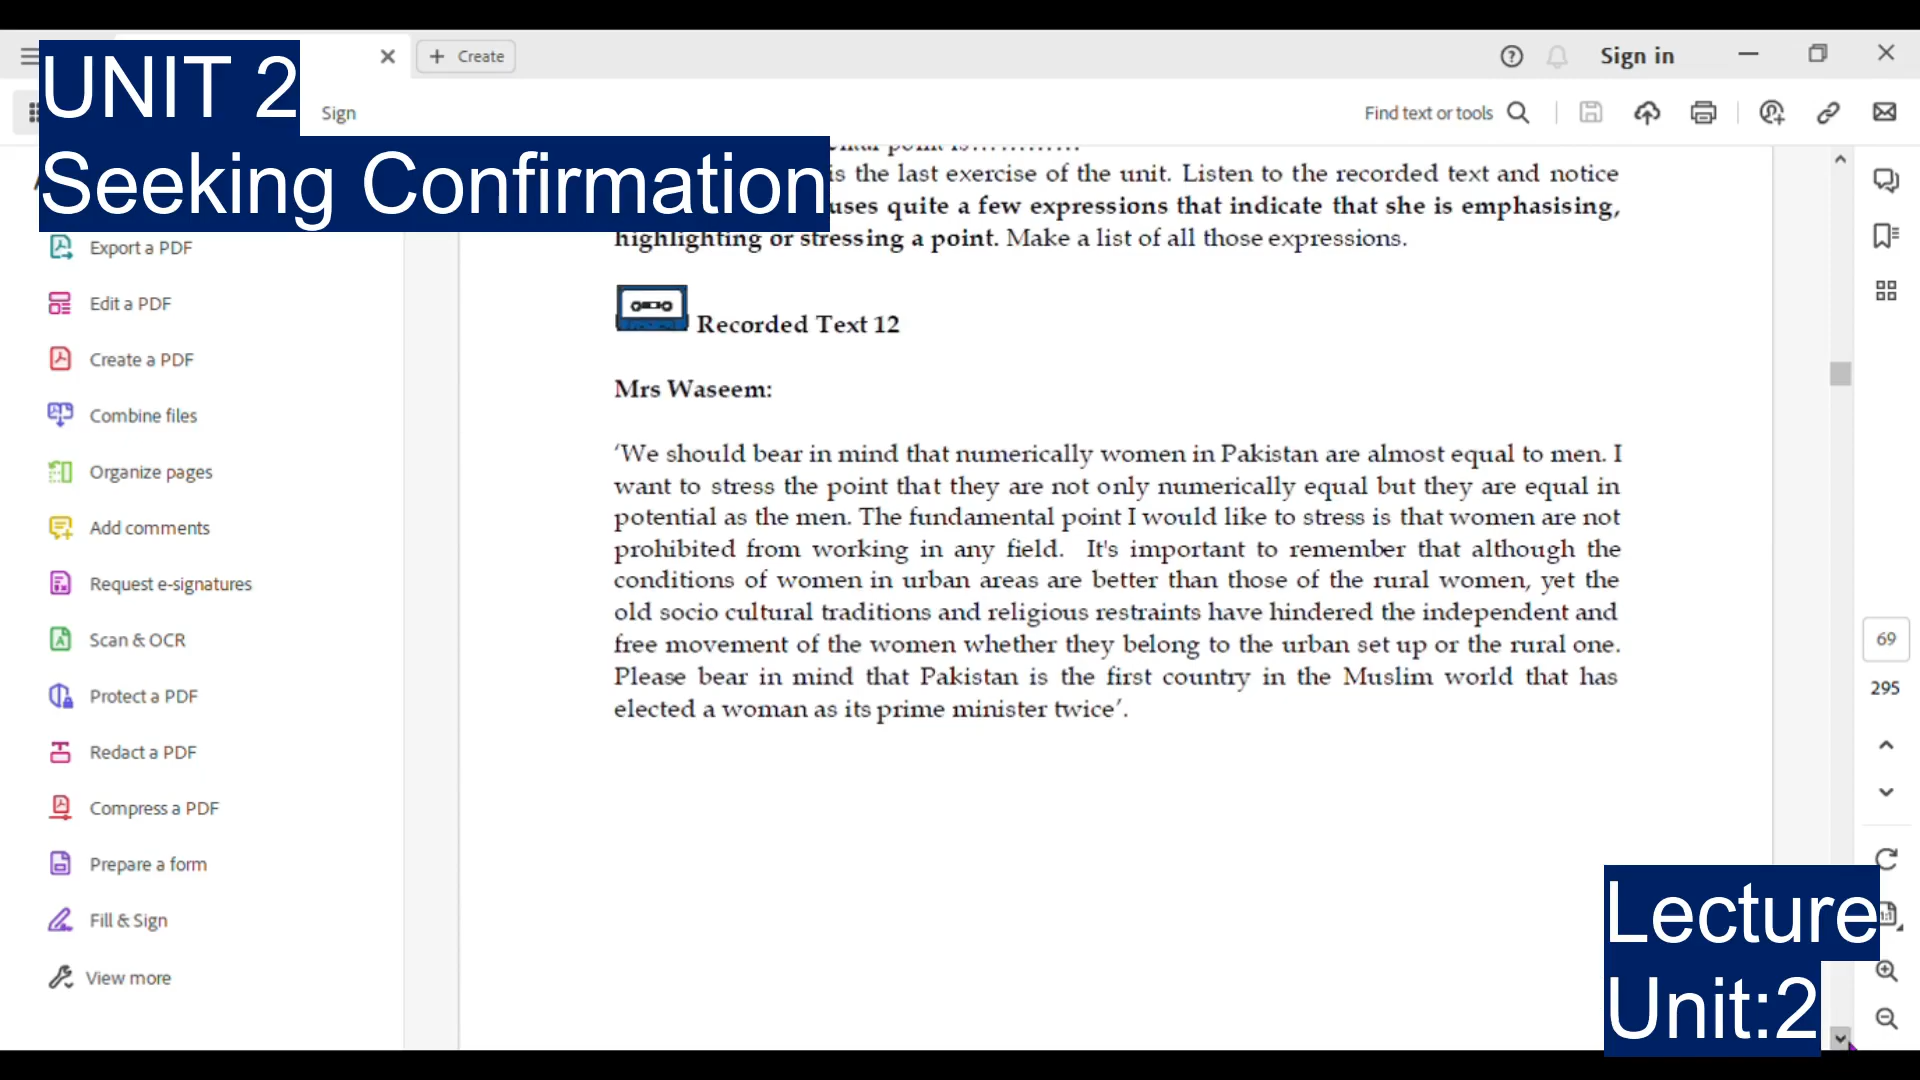 UNIT 2
Seeking Confirmation
Create
Sign in
Sign
Find text or tools
is the last exercise of the unit. Listen to the recorded text and notice
uses quite a few expressions that indicate that she is emphasising,
highlighting or stressing a point. Make a list of all those expressions.
Export a PDF
Edit a PDF
Create a PDF
Combine files
Organize pages
Add comments
Request e-signatures
Scan & OCR
Protect a PDF
Redact a PDF
Compress a PDF
Prepare a form
Fill & Sign
View more
Recorded Text 12
Mrs Waseem:
‘We should bear in mind that numerically women in Pakistan are almost equal to men. I
want to stress the point that they are not only numerically equal but they are equal in
potential as the men. The fundamental point I would like to stress is that women are not
prohibited from working in any field. It's important to remember that although the
conditions of women in urban areas are better than those of the rural women, yet the
old socio cultural traditions and religious restraints have hindered the independent and
free movement of the women whether they belong to the urban set up or the rural one.
Please bear in mind that Pakistan is the first country in the Muslim world that has
elected a woman as its prime minister twice’.
69
295
Lecture
Unit:2